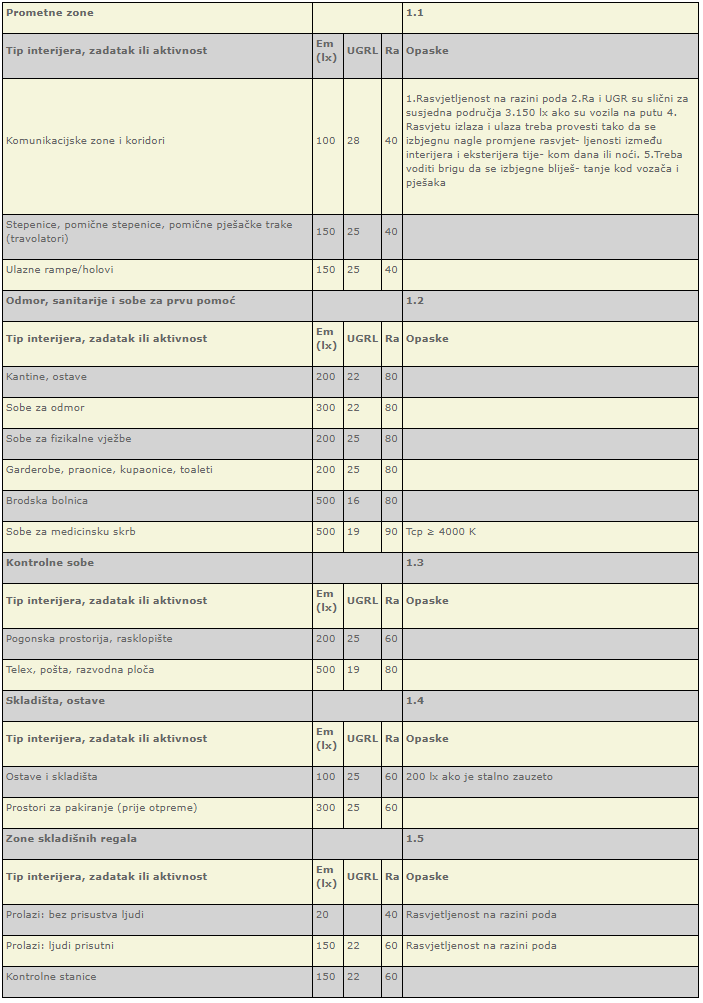 Prometne zone 1.1
Tip interijera, zadatak ili aktivnost Em (lx) UGRL Ra Opaske
Komunikacijske zone i koridori 100 28 40
1.Rasvjetljenost na razini poda 2.Ra i UGR su slični za
susjedna područja 3.150 lx ako su vozila na putu 4.
Rasvjetu izlaza i ulaza treba provesti tako da se
izbjegnu nagle promjene rasvjet- ljenosti između
interijera i eksterijera tije- kom dana ili noći. 5.Treba
voditi brigu da se izbjegne bliješ- tanje kod vozača i
pješaka
Stepenice, pomične stepenice, pomične pješačke trake
(travolatori) 150 25 40
Ulazne rampe/holovi 150 25 40
Odmor, sanitarije i sobe za prvu pomoć 1.2
Tip interijera, zadatak ili aktivnost Em (lx) UGRL Ra Opaske
Kantine, ostave 200 22 80
Sobe za odmor 300 22 80
Sobe za fizikalne vježbe 200 25 80
Garderobe, praonice, kupaonice, toaleti 200 25 80
Brodska bolnica 500 16 80
Sobe za medicinsku skrb 500 19 90 Tcp ≥ 4000 K
Kontrolne sobe 1.3
Tip interijera, zadatak ili aktivnost Em (lx) UGRL Ra Opaske
Pogonska prostorija, rasklopište 200 25 60
Telex, pošta, razvodna ploča 500 19 80
Skladišta, ostave 1.4
Tip interijera, zadatak ili aktivnost Em (lx) UGRL Ra Opaske
Ostave i skladišta 100 25 60 200 lx ako je stalno zauzeto
Prostori za pakiranje (prije otpreme) 300 25 60
Zone skladišnih regala 1.5
Tip interijera, zadatak ili aktivnost Em (lx) UGRL Ra Opaske
Prolazi: bez prisustva ljudi 20 40 Rasvjetljenost na razini poda
Prolazi: ljudi prisutni 150 22 60 Rasvjetljenost na razini poda
Kontrolne stanice 150 22 60